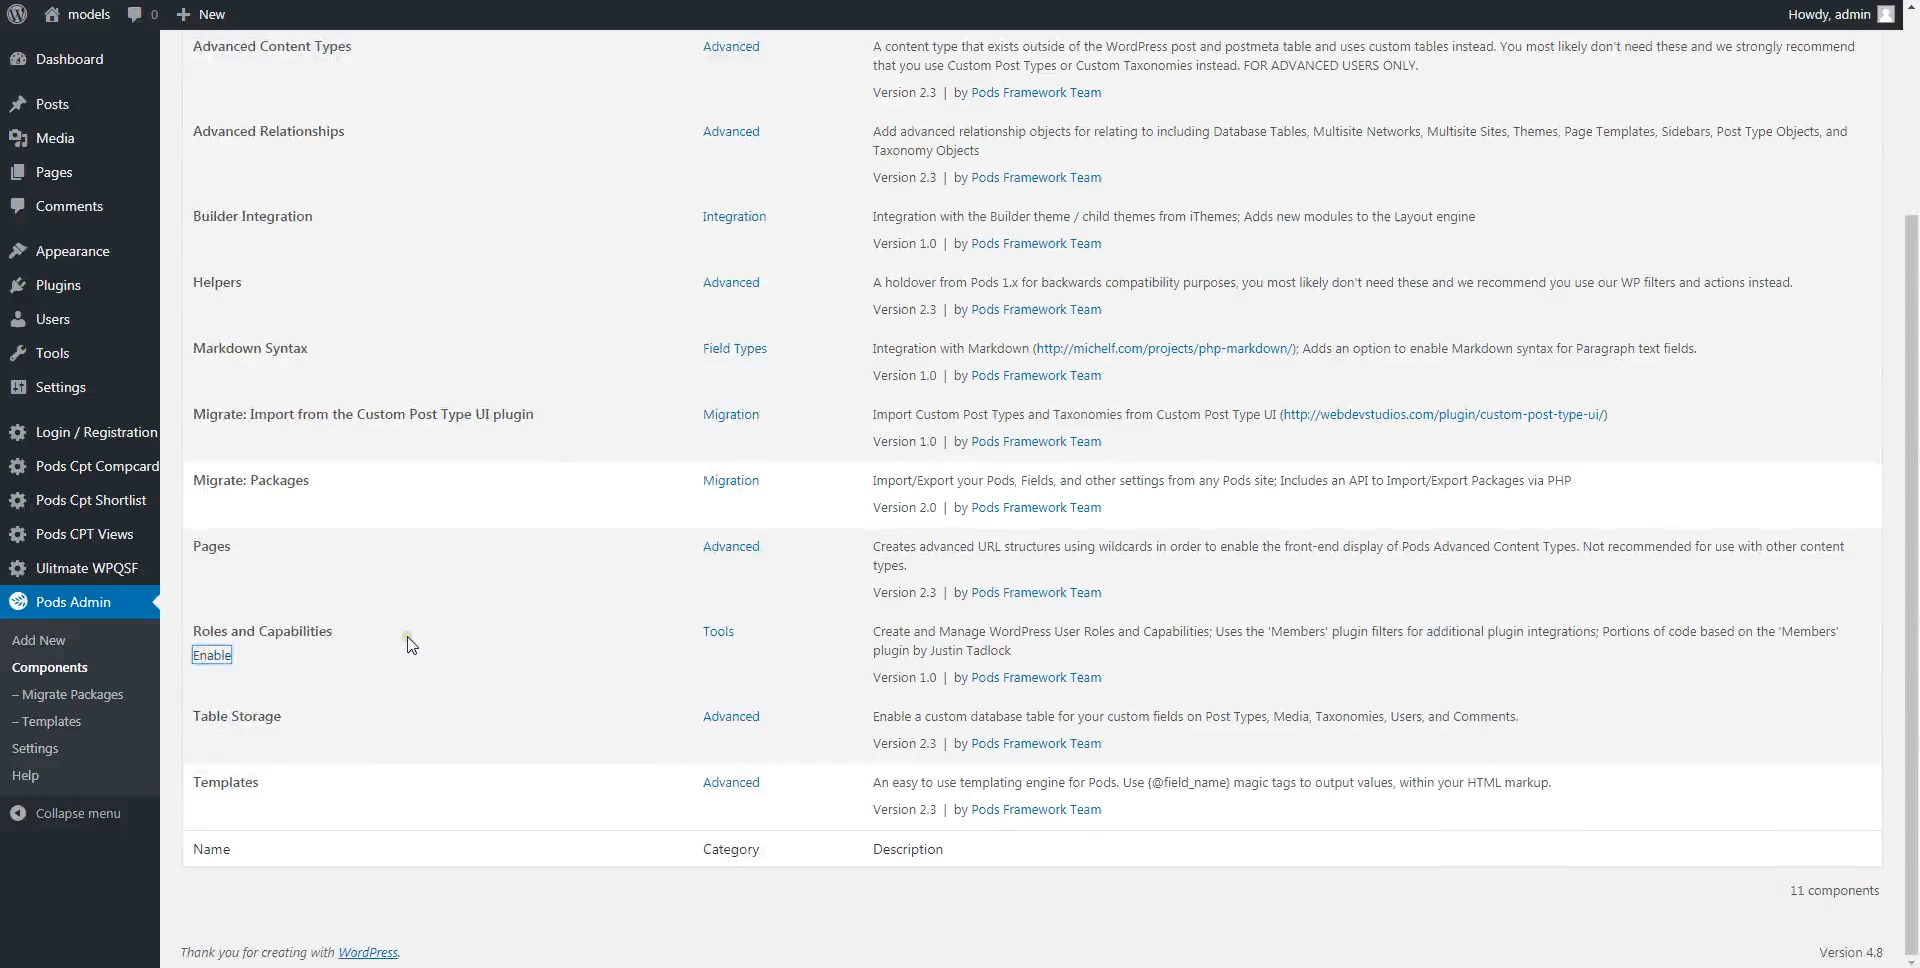 models
0
New
Howdy, admin
Dashboard
Posts
Media
Pages
Comments
Appearance
Plugins
Users
Tools
Settings
Login / Registration
Pods Cpt Compcard
Pods Cpt Shortlist
Pods CPT Views
Ulitmate WPQSF
Pods Admin
Add New
Components
– Migrate Packages
– Templates
Settings
Help
Collapse menu
Advanced Content Types
Advanced
A content type that exists outside of the WordPress post and postmeta table and uses custom tables instead. You most likely don't need these and we strongly recommend
that you use Custom Post Types or Custom Taxonomies instead. FOR ADVANCED USERS ONLY.
Version 2.3 | by Pods Framework Team
Advanced Relationships
Advanced
Add advanced relationship objects for relating to including Database Tables, Multisite Networks, Multisite Sites, Themes, Page Templates, Sidebars, Post Type Objects, and
Taxonomy Objects
Version 2.3 | by Pods Framework Team
Builder Integration
Integration
Integration with the Builder theme / child themes from iThemes; Adds new modules to the Layout engine
Version 1.0 | by Pods Framework Team
Helpers
Advanced
A holdover from Pods 1.x for backwards compatibility purposes, you most likely don't need these and we recommend you use our WP filters and actions instead.
Version 2.3 | by Pods Framework Team
Markdown Syntax
Field Types
Integration with Markdown (http://michelf.com/projects/php-markdown/); Adds an option to enable Markdown syntax for Paragraph text fields.
Version 1.0 | by Pods Framework Team
Migrate: Import from the Custom Post Type UI plugin
Migration
Import Custom Post Types and Taxonomies from Custom Post Type UI (http://webdevstudios.com/plugin/custom-post-type-ui/)
Version 1.0 | by Pods Framework Team
Migrate: Packages
Migration
Import/Export your Pods, Fields, and other settings from any Pods site; Includes an API to Import/Export Packages via PHP
Version 2.0 | by Pods Framework Team
Pages
Advanced
Creates advanced URL structures using wildcards in order to enable the front-end display of Pods Advanced Content Types. Not recommended for use with other content
types.
Version 2.3 | by Pods Framework Team
Roles and Capabilities
Enable
Tools
Create and Manage WordPress User Roles and Capabilities; Uses the 'Members' plugin filters for additional plugin integrations; Portions of code based on the 'Members'
plugin by Justin Tadlock
Version 1.0 | by Pods Framework Team
Table Storage
Advanced
Enable a custom database table for your custom fields on Post Types, Media, Taxonomies, Users, and Comments.
Version 2.3 | by Pods Framework Team
Templates
Advanced
An easy to use templating engine for Pods. Use {@field_name} magic tags to output values, within your HTML markup.
Version 2.3 | by Pods Framework Team
Name
Category
Description
11 components
Thank you for creating with WordPress.
Version 4.8